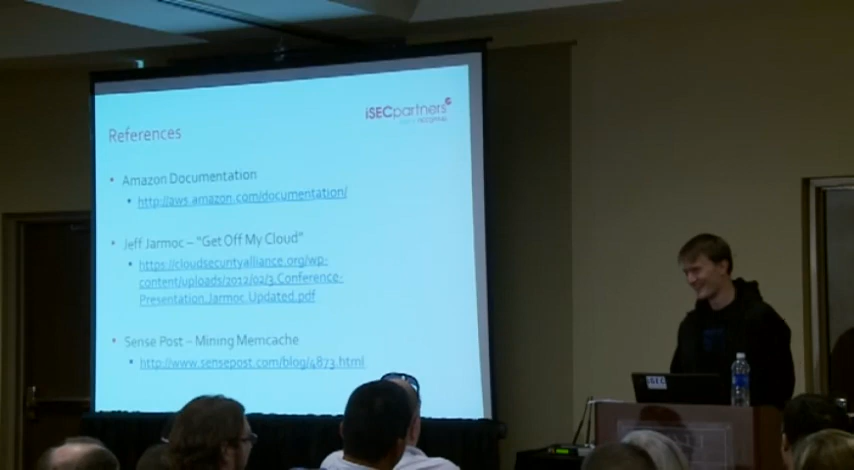 iSECpartners
References
Amazon Documentation
http://aws.amazon.com/documentation/
Jeff Jarmoc – "Get Off My Cloud"
https://cloudsecurityalliance.org/wp-
content/uploads/2012/02/3.Conference-
Presentation.Jarmoc.Updated.pdf
Sense Post – Mining Memcache
http://www.sensepost.com/blog/4873.html
iSEC